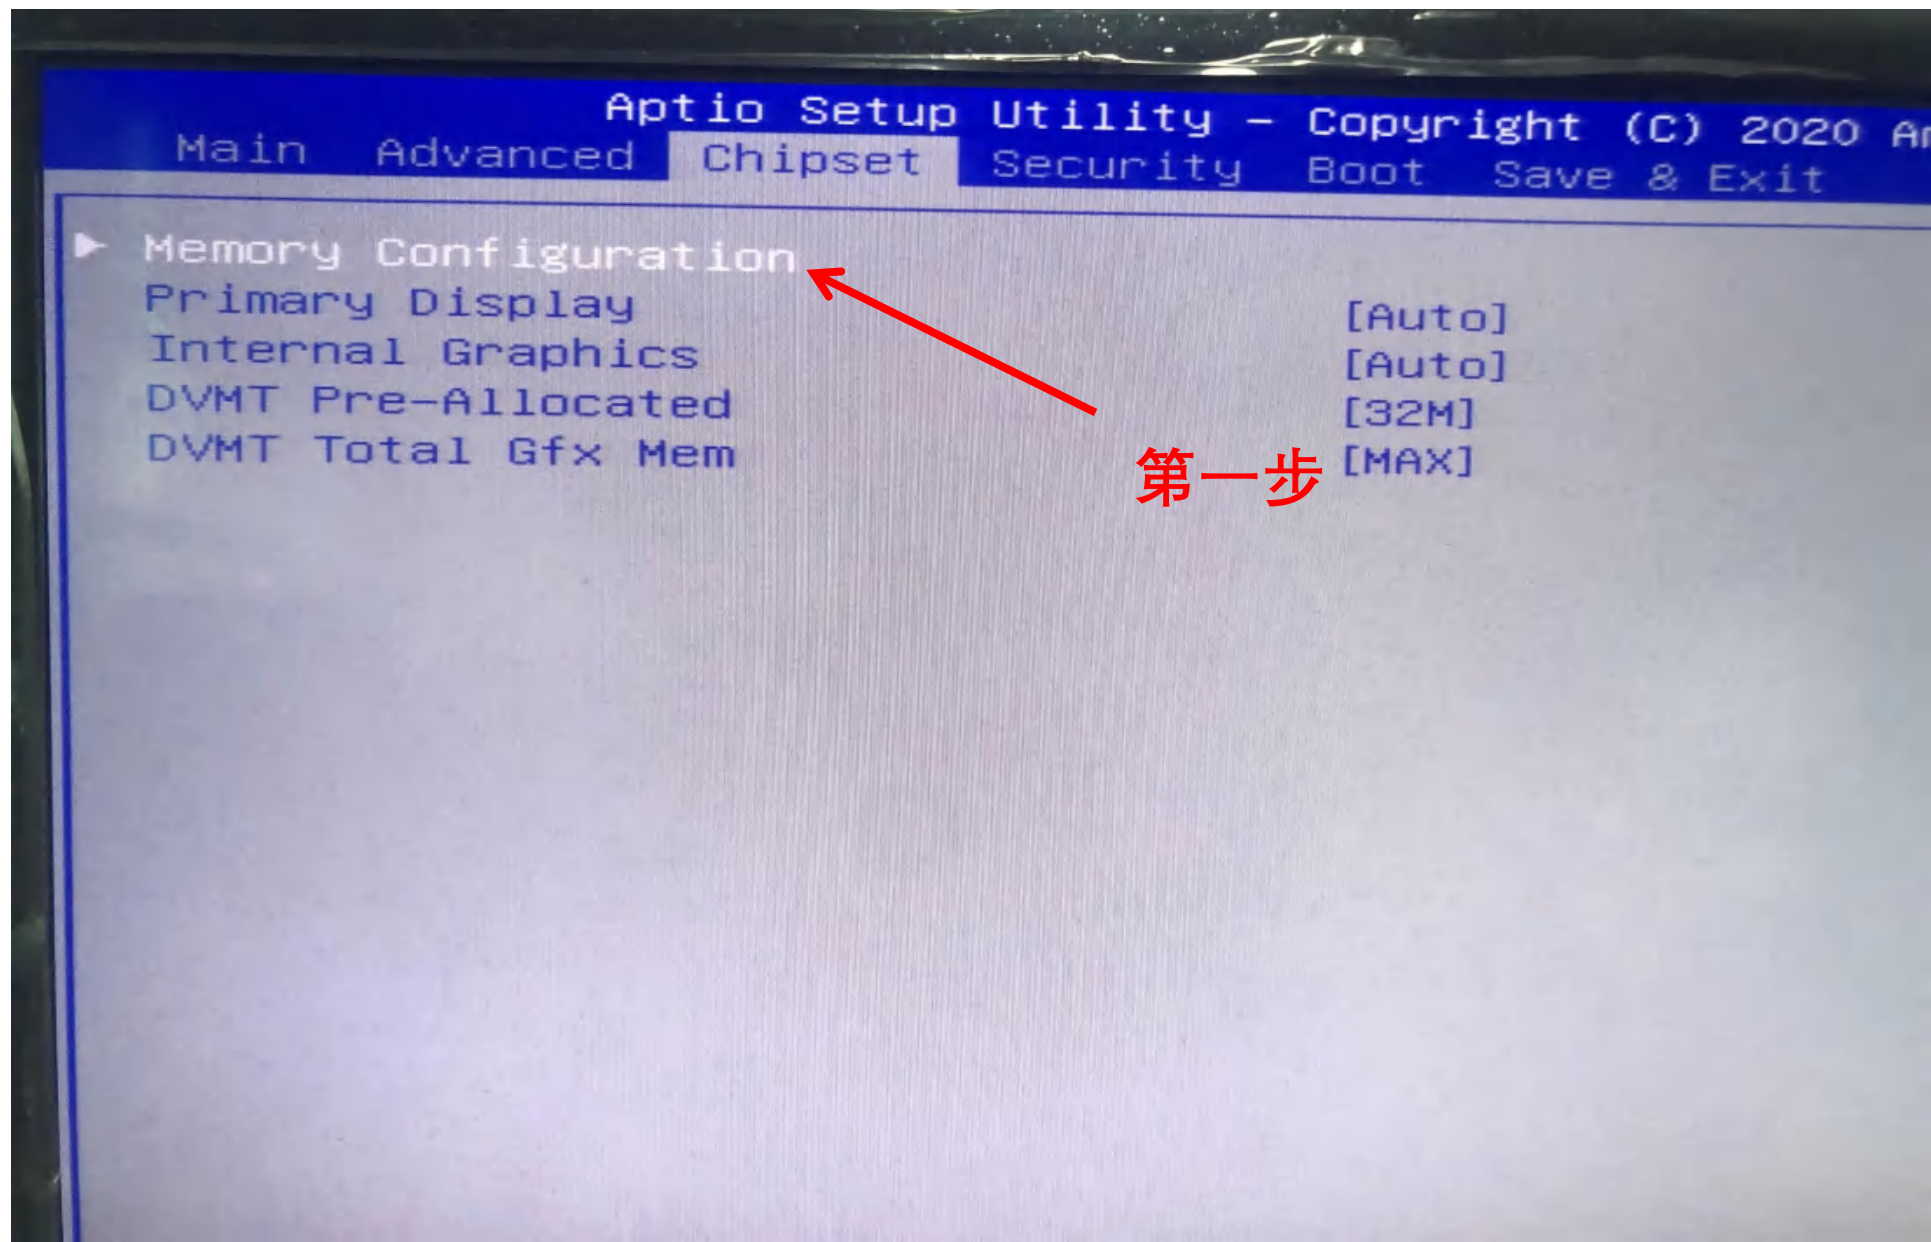 Aptio Setup Utility – Copyright (C) 2020
Main Advanced Chipset Security Boot Save & Exit
Memory Configuration
Primary Display [Auto]
Internal Graphics [Auto]
DVMT Pre-Allocated [32M]
DVMT Total Gfx Mem [MAX]
第一步